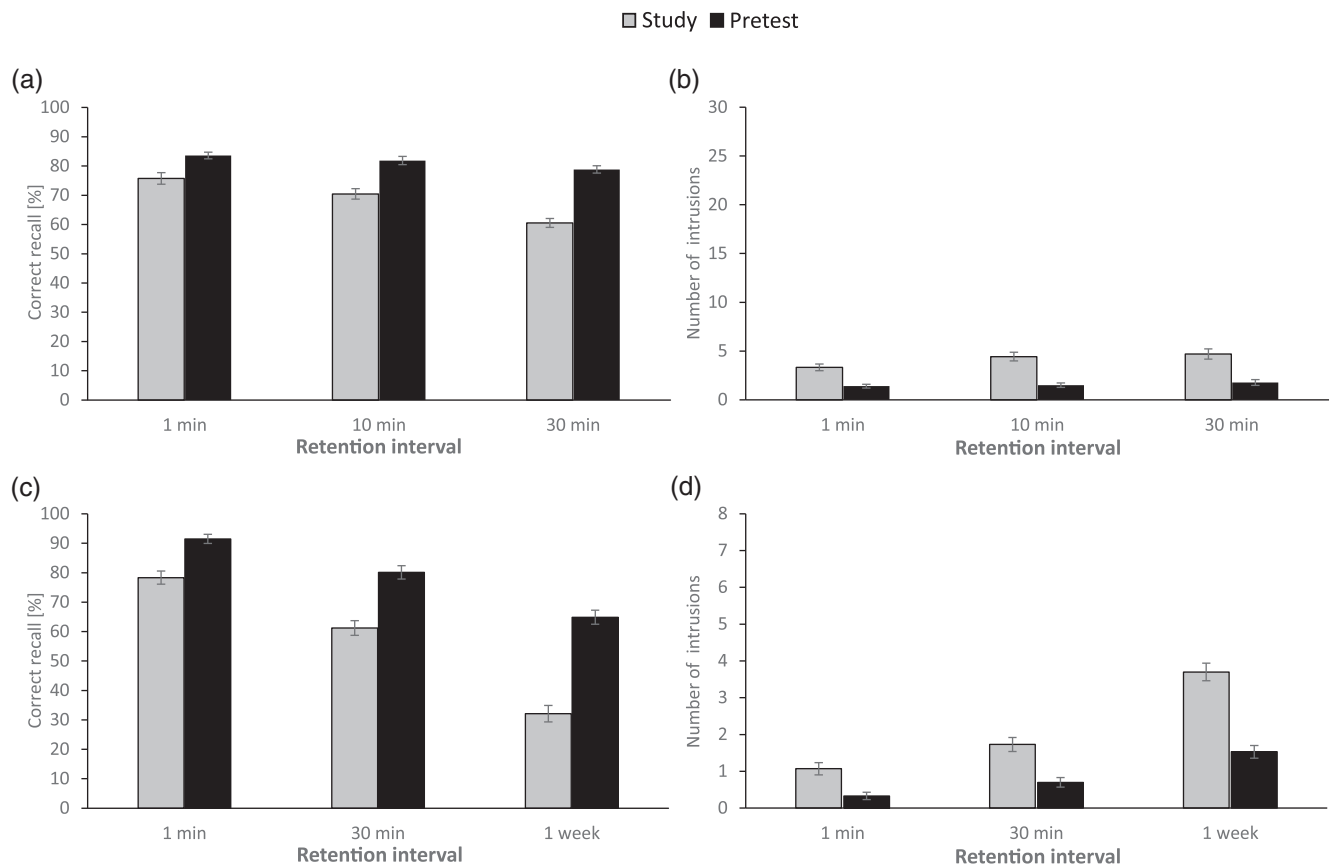 Study Pretest
(a)
Correct recall [%]
100
90
80
70
60
50
40
30
20
10
0
1 min 10 min 30 min
Retention interval
(b)
Number of intrusions
30
25
20
15
10
5
0
1 min 10 min 30 min
Retention interval
(c)
Correct recall [%]
100
90
80
70
60
50
40
30
20
10
0
1 min 30 min 1 week
Retention interval
(d)
Number of intrusions
8
7
6
5
4
3
2
1
0
1 min 30 min 1 week
Retention interval